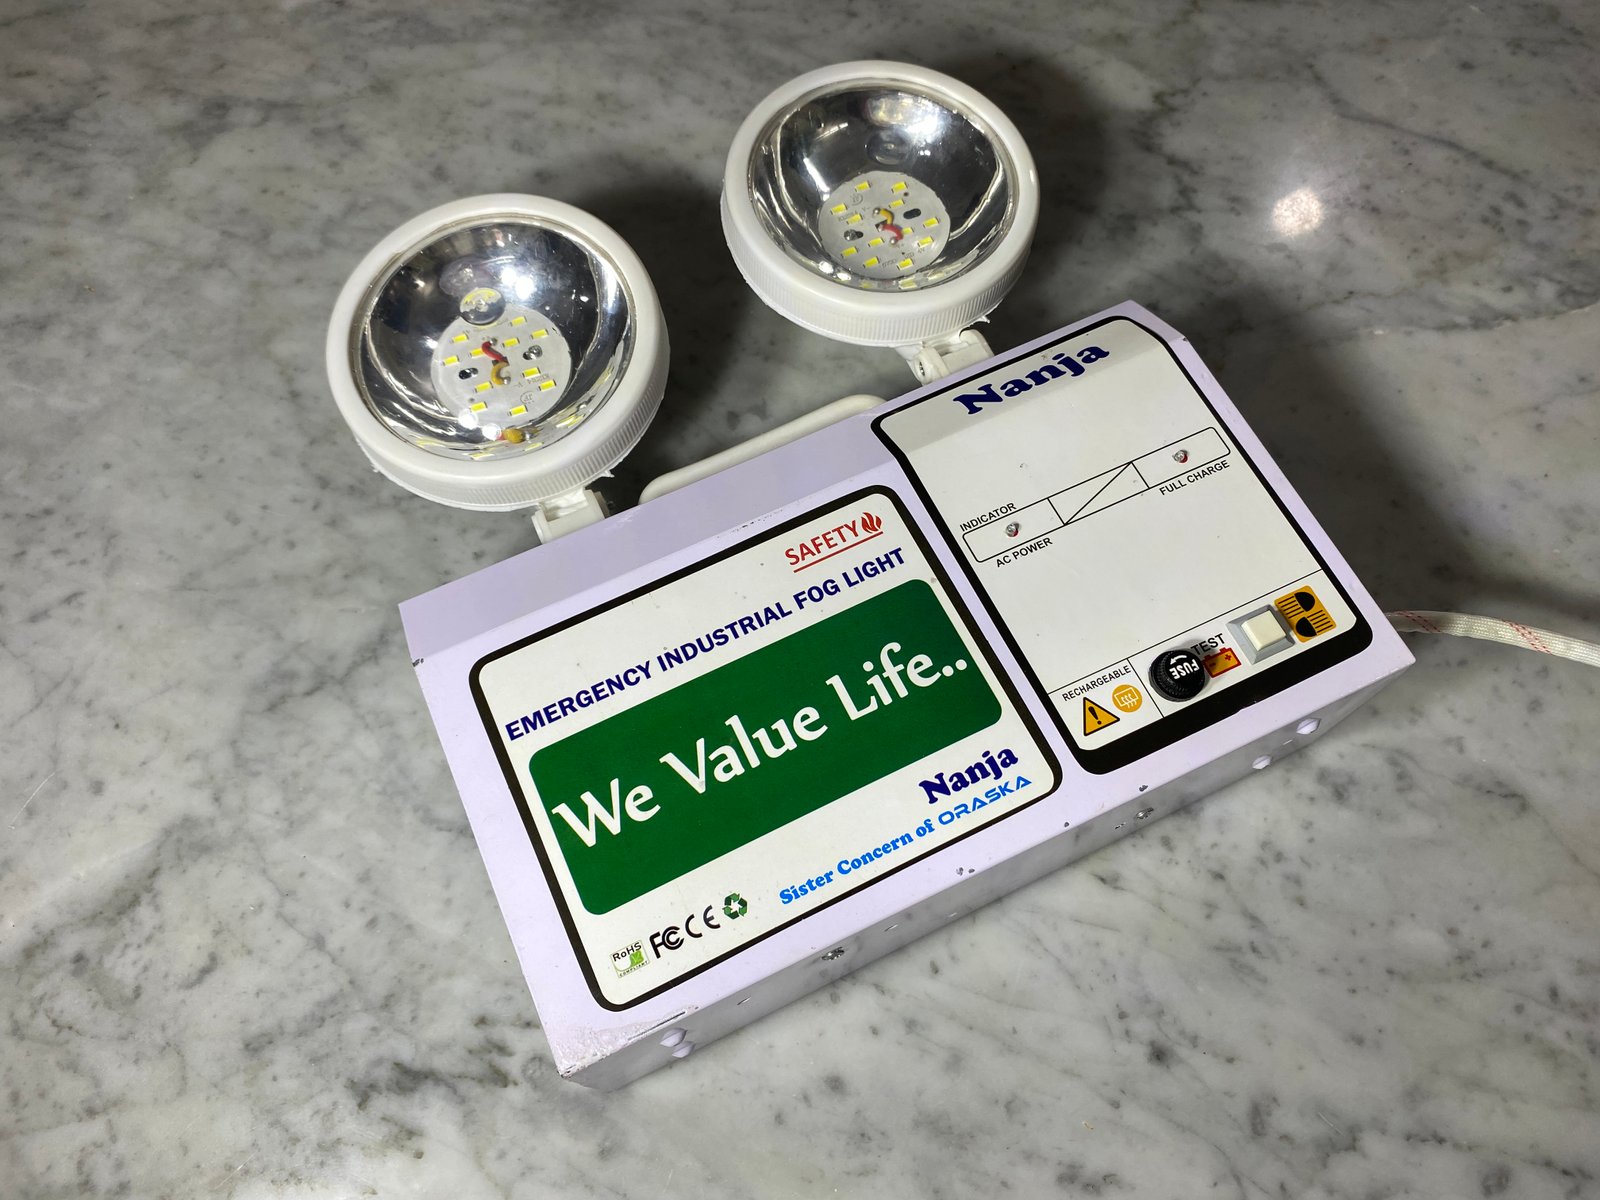 SAFETY
EMERGENCY INDUSTRIAL FOG LIGHT
We Value Life..
Nanja
Sister Concern of ORASKA
RoHS
COMPLIANT
FC CE
Nanja
INDICATOR
AC POWER
FULL CHARGE
RECHARGEABLE
FUSE
TEST